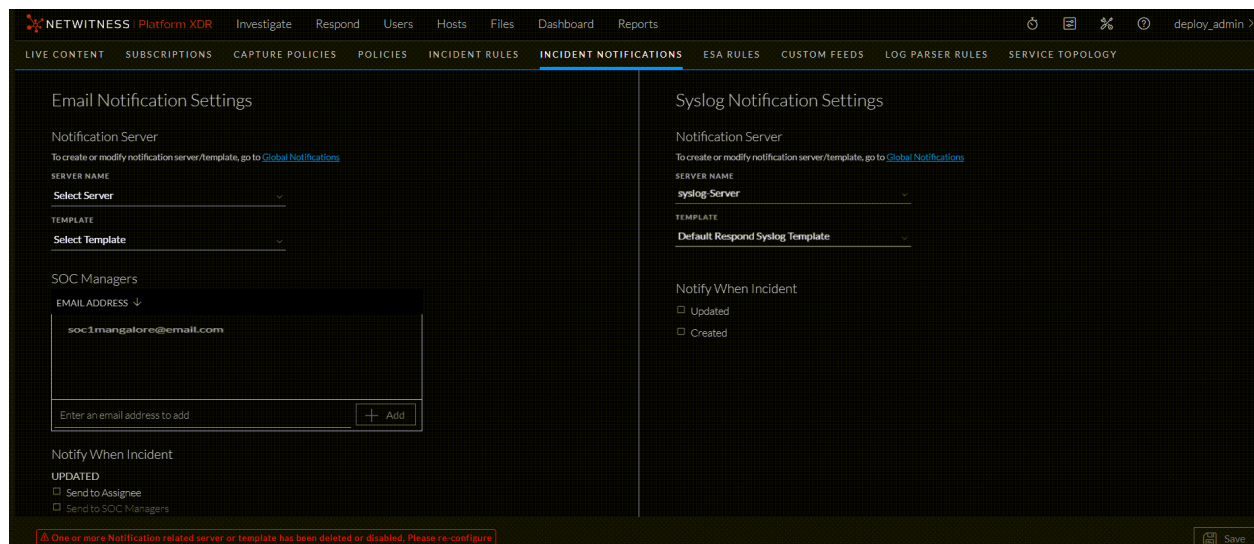 NETWITNESS Platform XDR Investigate Respond Users Hosts Files Dashboard Reports deploy_admin
LIVE CONTENT SUBSCRIPTIONS CAPTURE POLICIES POLICIES INCIDENT RULES INCIDENT NOTIFICATIONS ESA RULES CUSTOM FEEDS LOG PARSER RULES SERVICE TOPOLOGY
Email Notification Settings
Notification Server
To create or modify notification server/template, go to Global Notifications
SERVER NAME
Select Server
TEMPLATE
Select Template
SOC Managers
EMAIL ADDRESS
soc1mangalore@email.com
Enter an email address to add
Add
Notify When Incident
UPDATED
Send to Assignee
Send to SOC Managers
Syslog Notification Settings
Notification Server
To create or modify notification server/template, go to Global Notifications
SERVER NAME
syslog-Server
TEMPLATE
Default Respond Syslog Template
Notify When Incident
Updated
Created
One or more Notification related server or template has been deleted or disabled, Please re-configure
Save